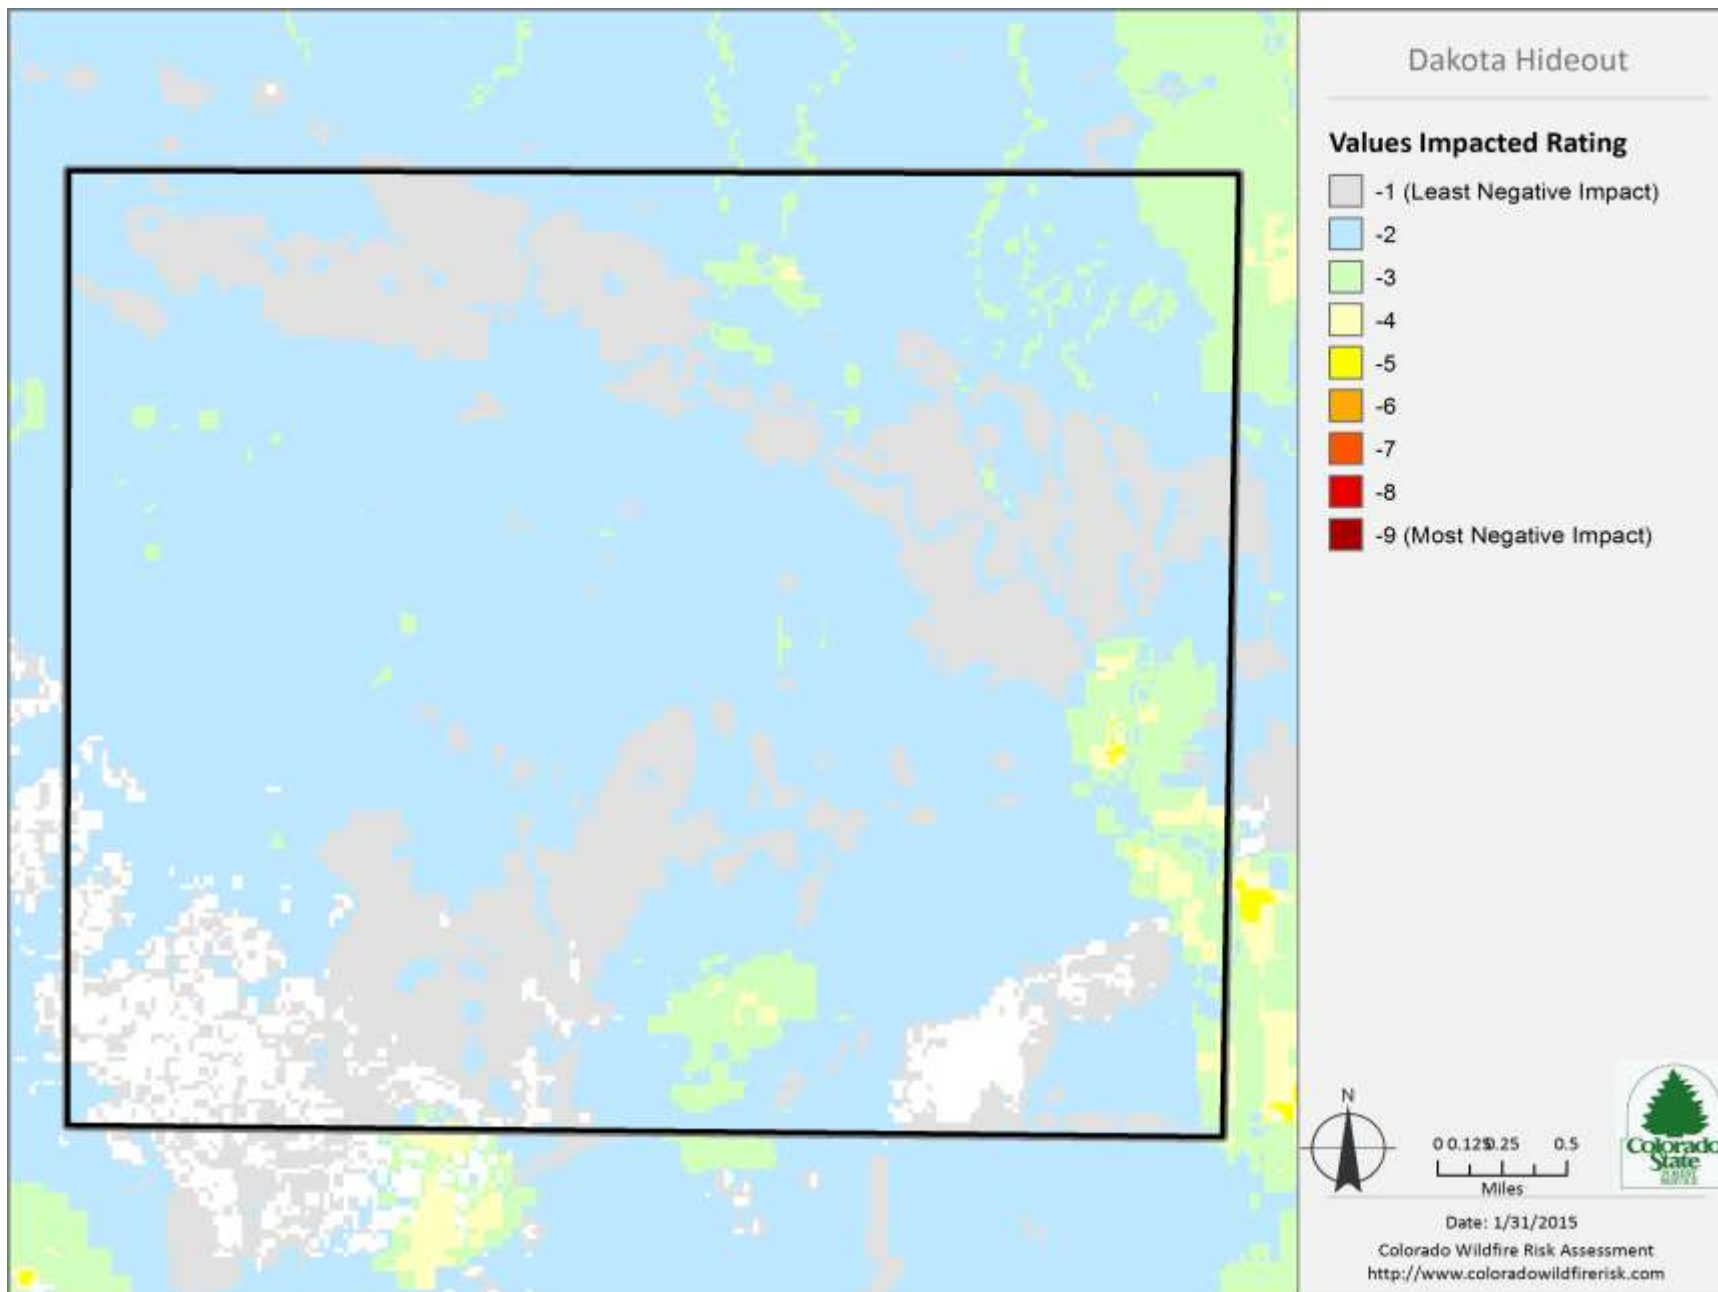 Dakota Hideout
Values Impacted Rating
-1 (Least Negative Impact)
-2
-3
-4
-5
-6
-7
-8
-9 (Most Negative Impact)
N
0 0.125 0.25 0.5
Miles
Colorado
State
Date: 1/31/2015
Colorado Wildfire Risk Assessment
http://www.coloradowildfirerisk.com